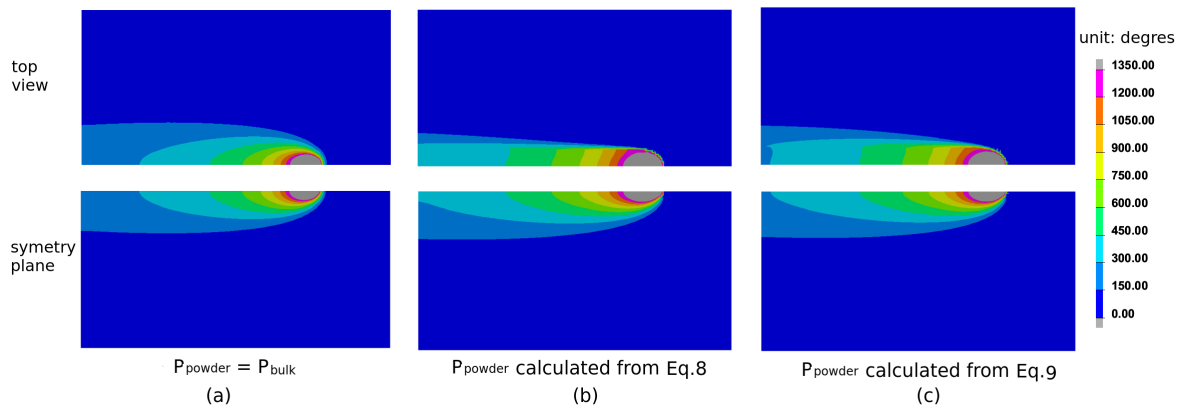 top
view
unit: degres
1350.00
1200.00
1050.00
900.00
750.00
600.00
450.00
300.00
150.00
0.00
symetry
plane
Ppowder = Pbulk
Ppowder calculated from Eq.8
Ppowder calculated from Eq.9
(a)
(b)
(c)